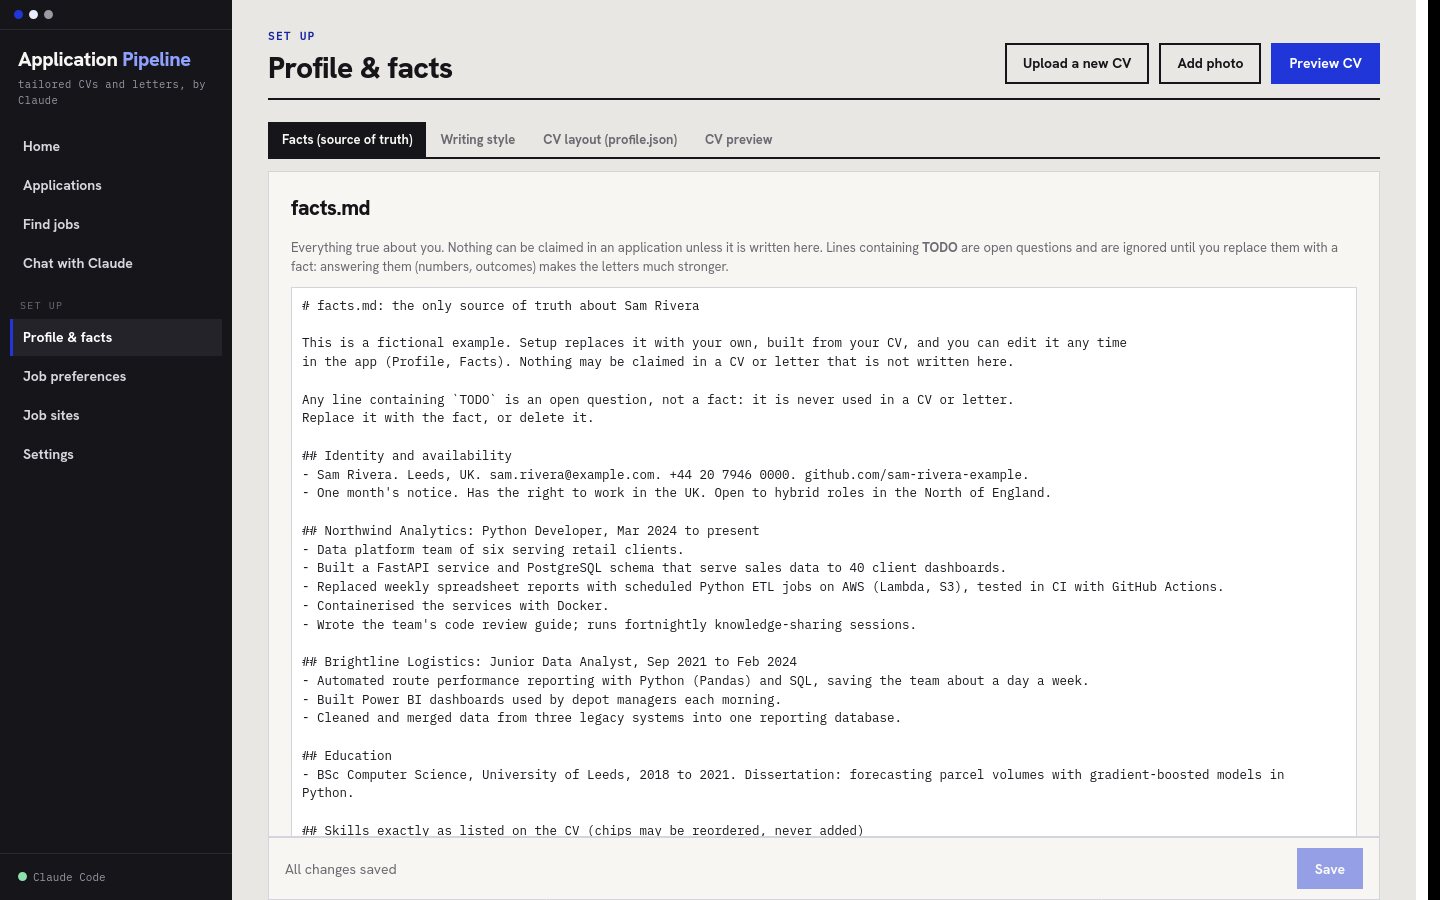 Application Pipeline
tailored CVs and letters, by
Claude
Home
Applications
Find jobs
Chat with Claude
SET UP
Profile & facts
Job preferences
Job sites
Settings
Claude Code
SET UP
Profile & facts
Upload a new CV
Add photo
Preview CV
Facts (source of truth)
Writing style
CV layout (profile.json)
CV preview
facts.md
Everything true about you. Nothing can be claimed in an application unless it is written here. Lines containing TODO are open questions and are ignored until you replace them with a
fact: answering them (numbers, outcomes) makes the letters much stronger.
# facts.md: the only source of truth about Sam Rivera
This is a fictional example. Setup replaces it with your own, built from your CV, and you can edit it any time
in the app (Profile, Facts). Nothing may be claimed in a CV or letter that is not written here.
Any line containing `TODO` is an open question, not a fact: it is never used in a CV or letter.
Replace it with the fact, or delete it.
## Identity and availability
- Sam Rivera. Leeds, UK. sam.rivera@example.com. +44 20 7946 0000. github.com/sam-rivera-example.
- One month's notice. Has the right to work in the UK. Open to hybrid roles in the North of England.
## Northwind Analytics: Python Developer, Mar 2024 to present
- Data platform team of six serving retail clients.
- Built a FastAPI service and PostgreSQL schema that serve sales data to 40 client dashboards.
- Replaced weekly spreadsheet reports with scheduled Python ETL jobs on AWS (Lambda, S3), tested in CI with GitHub Actions.
- Containerised the services with Docker.
- Wrote the team's code review guide; runs fortnightly knowledge-sharing sessions.
## Brightline Logistics: Junior Data Analyst, Sep 2021 to Feb 2024
- Automated route performance reporting with Python (Pandas) and SQL, saving the team about a day a week.
- Built Power BI dashboards used by depot managers each morning.
- Cleaned and merged data from three legacy systems into one reporting database.
## Education
- BSc Computer Science, University of Leeds, 2018 to 2021. Dissertation: forecasting parcel volumes with gradient-boosted models in
Python.
## Skills exactly as listed on the CV (chips may be reordered, never added)
All changes saved
Save